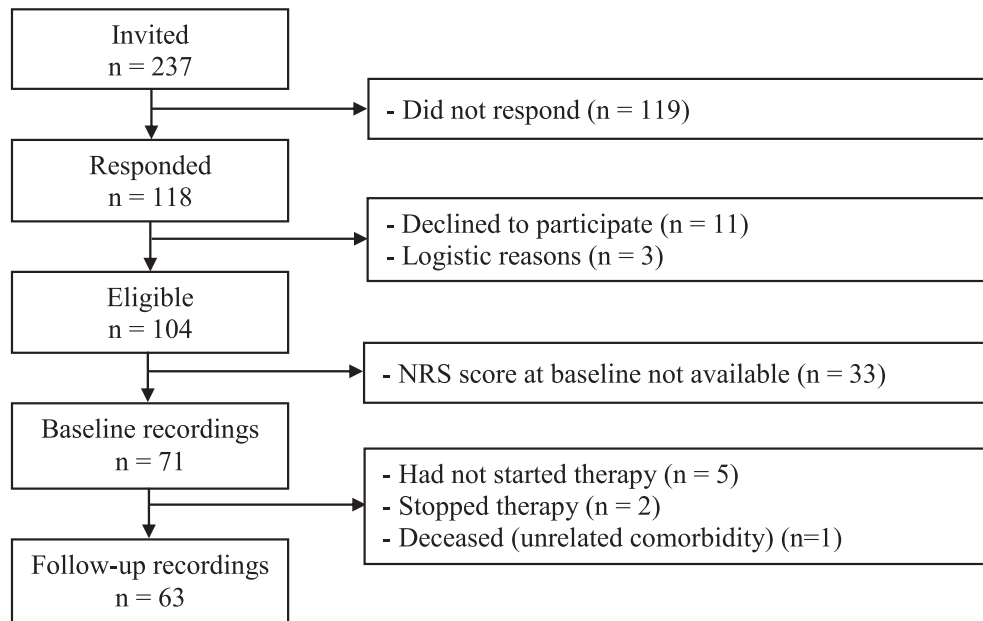 Invited
n = 237
- Did not respond (n = 119)
Responded
n = 118
- Declined to participate (n = 11)
- Logistic reasons (n = 3)
Eligible
n = 104
- NRS score at baseline not available (n = 33)
Baseline recordings
n = 71
- Had not started therapy (n = 5)
- Stopped therapy (n = 2)
- Deceased (unrelated comorbidity) (n=1)
Follow-up recordings
n = 63